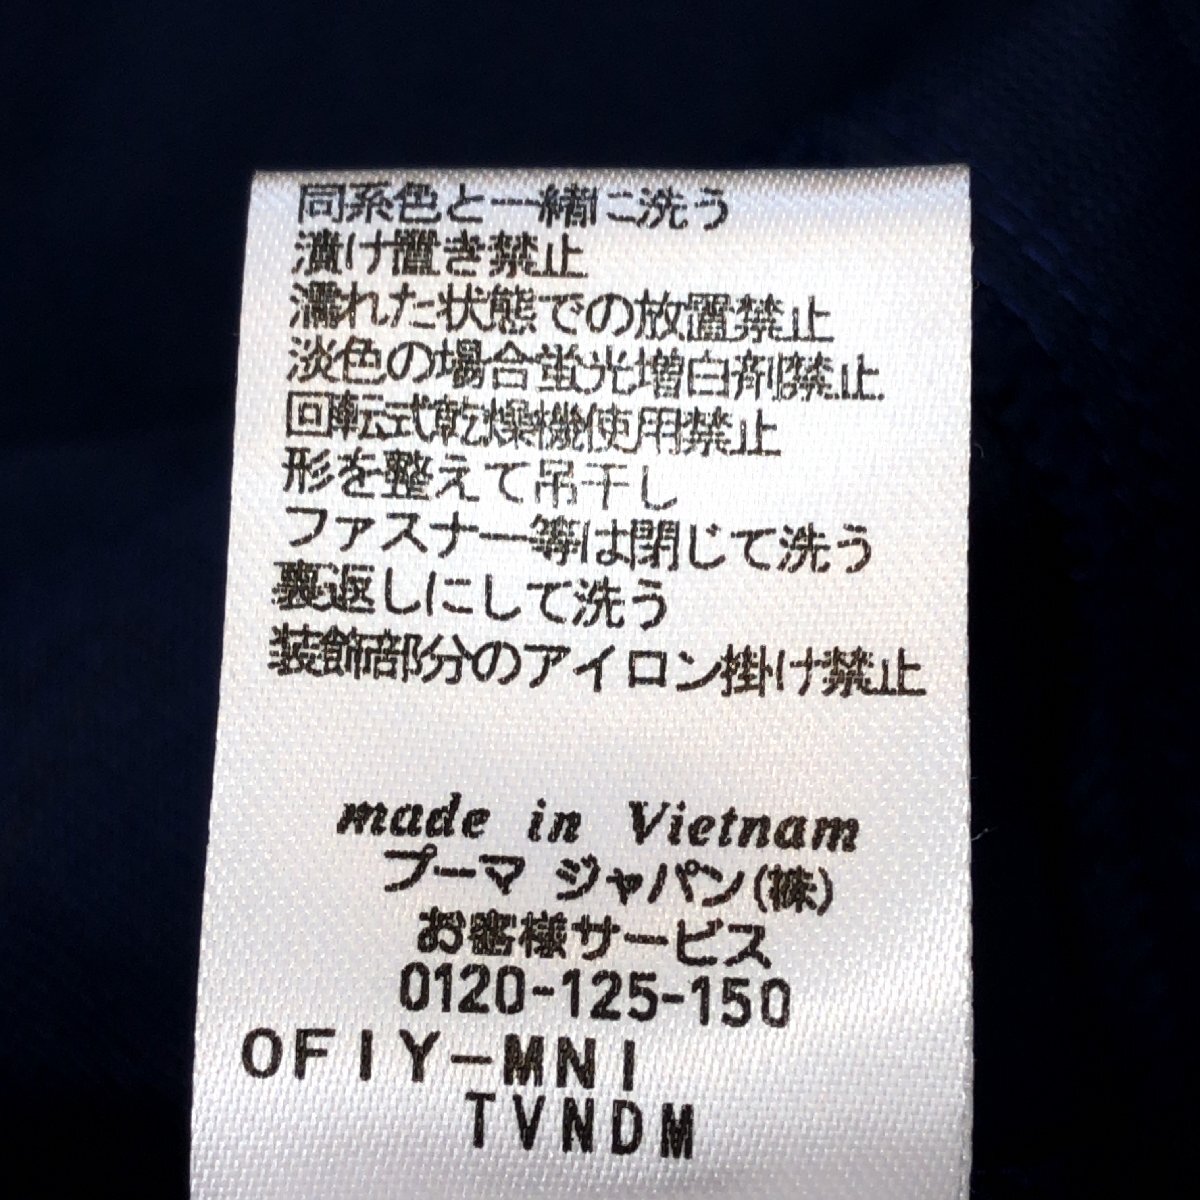 同系色と一緒に洗う
漬け置き禁止
濡れた状態での放置禁止
淡色の場合蛍光増白剤禁止
回転式乾燥機使用禁止
形を整えて吊干し
ファスナー等は閉じて洗う
裏返しにして洗う
装飾部分のアイロン掛け禁止
made in Vietnam
プーマ ジャパン(株)
お客様サービス
0120-125-150
OFIY-MNI
TVNDM